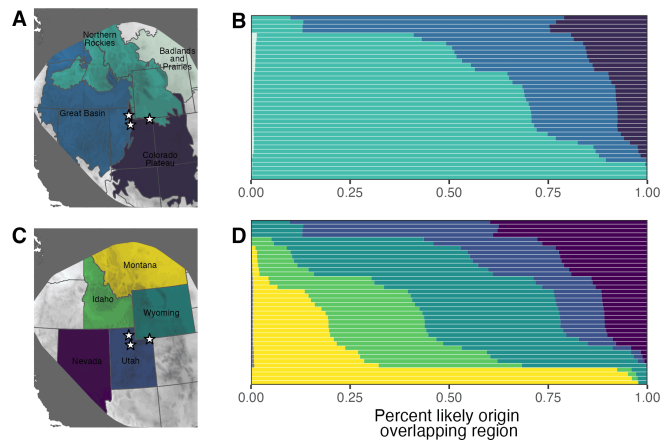 A
Northern
Rockies
Badlands
and
Prairies
Great Basin
Colorado
Plateau
B
0.00 0.25 0.50 0.75 1.00
C
Montana
Idaho
Wyoming
Nevada
Utah
D
0.00 0.25 0.50 0.75 1.00
Percent likely origin
overlapping region